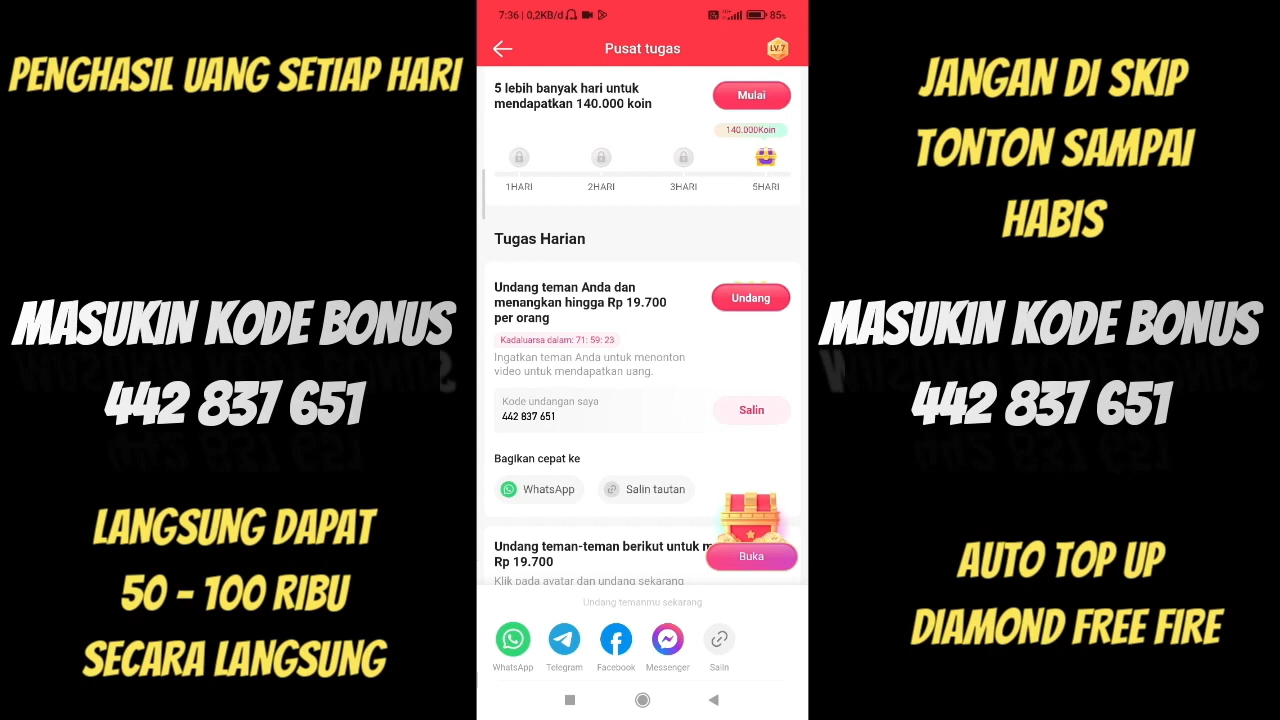 PENGHASIL UANG SETIAP HARI
MASUKIN KODE BONUS
442 837 651
LANGSUNG DAPAT
50 - 100 RIBU
SECARA LANGSUNG
7:36 | 0,2KB/d
85%
Pusat tugas
LV.7
5 lebih banyak hari untuk
mendapatkan 140.000 koin
Mulai
140.000Koin
1HARI 2HARI 3HARI 5HARI
Tugas Harian
Undang teman Anda dan
menangkan hingga Rp 19.700
per orang
Undang
Kadaluarsa dalam: 71: 59: 23
Ingatkan teman Anda untuk menonton
video untuk mendapatkan uang.
Kode undangan saya
442 837 651
Salin
Bagikan cepat ke
WhatsApp
Salin tautan
Undang teman-teman berikut untuk m
Rp 19.700
Buka
Klik pada avatar dan undang sekarang
Undang temanmu sekarang
WhatsApp Telegram Facebook Messenger Salin
JANGAN DI SKIP
TONTON SAMPAI
HABIS
MASUKIN KODE BONUS
442 837 651
AUTO TOP UP
DIAMOND FREE FIRE